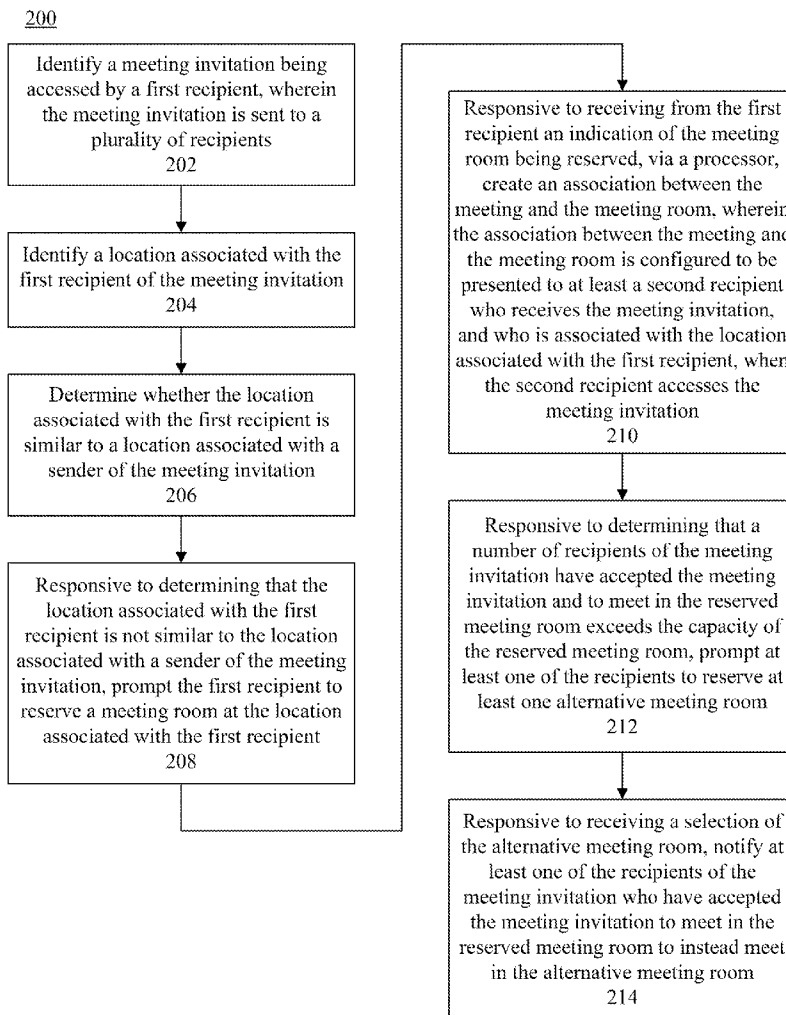 200
Identify a meeting invitation being
accessed by a first recipient, wherein
the meeting invitation is sent to a
plurality of recipients
202
Identify a location associated with the
first recipient of the meeting invitation
204
Determine whether the location
associated with the first recipient is
similar to a location associated with a
sender of the meeting invitation
206
Responsive to determining that the
location associated with the first
recipient is not similar to the location
associated with a sender of the meeting
invitation, prompt the first recipient to
reserve a meeting room at the location
associated with the first recipient
208
Responsive to receiving from the first
recipient an indication of the meeting
room being reserved, via a processor,
create an association between the
meeting and the meeting room, wherein
the association between the meeting and
the meeting room is configured to be
presented to at least a second recipient
who receives the meeting invitation,
and who is associated with the location
associated with the first recipient, when
the second recipient accesses the
meeting invitation
210
Responsive to determining that a
number of recipients of the meeting
invitation have accepted the meeting
invitation and to meet in the reserved
meeting room exceeds the capacity of
the reserved meeting room, prompt at
least one of the recipients to reserve at
least one alternative meeting room
212
Responsive to receiving a selection of
the alternative meeting room, notify at
least one of the recipients of the
meeting invitation who have accepted
the meeting invitation to meet in the
reserved meeting room to instead meet
in the alternative meeting room
214